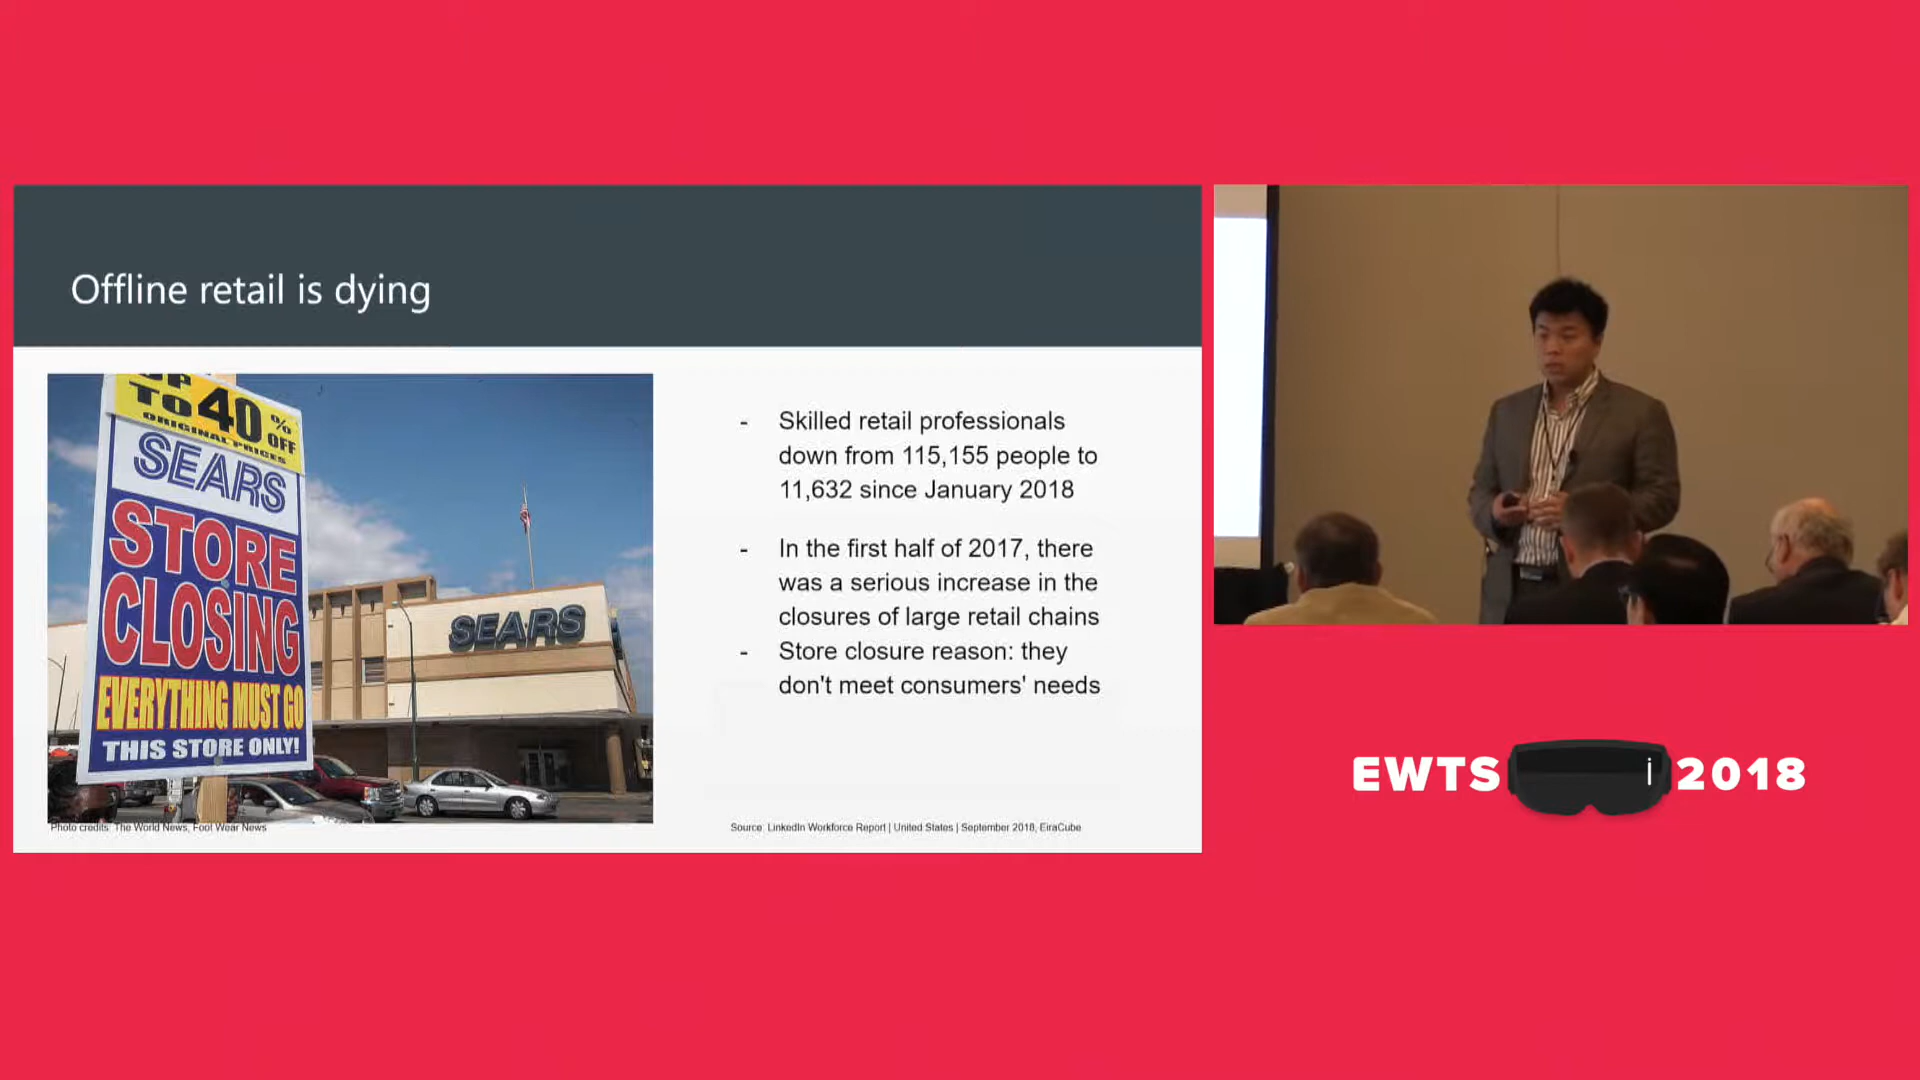 Offline retail is dying
UP
TO 40 % OFF
ORIGINAL PRICES
SEARS
STORE
CLOSING
EVERYTHING MUST GO
THIS STORE ONLY!
SEARS
Photo credits: The World News, Foot Wear News
- Skilled retail professionals
down from 115,155 people to
11,632 since January 2018
- In the first half of 2017, there
was a serious increase in the
closures of large retail chains
- Store closure reason: they
don't meet consumers' needs
Source: LinkedIn Workforce Report | United States | September 2018, EiraCube
EWTS i 2018